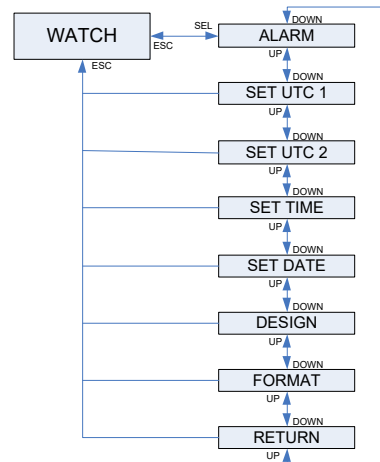 DOWN
WATCH
SEL
ALARM
ESC
UP
ESC
DOWN
SET UTC 1
UP
DOWN
SET UTC 2
UP
DOWN
SET TIME
UP
DOWN
SET DATE
UP
DOWN
DESIGN
UP
DOWN
FORMAT
UP
DOWN
RETURN
UP